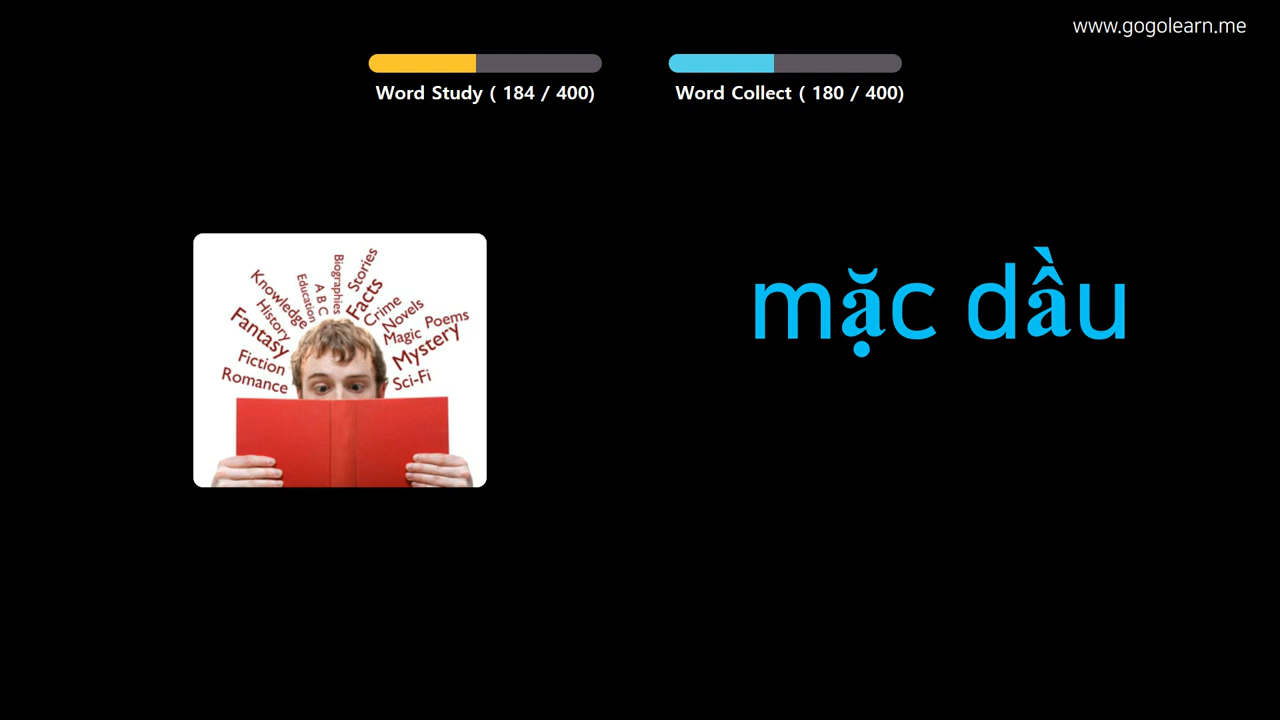 www.gogolearn.me
Word Study ( 184 / 400)
Word Collect ( 180 / 400)
mặc dầu
Knowledge
History
Fantasy
Fiction
Romance
Education
A B C
Biographies
Stories
Facts
Crime
Novels
Magic
Poems
Mystery
Sci-Fi